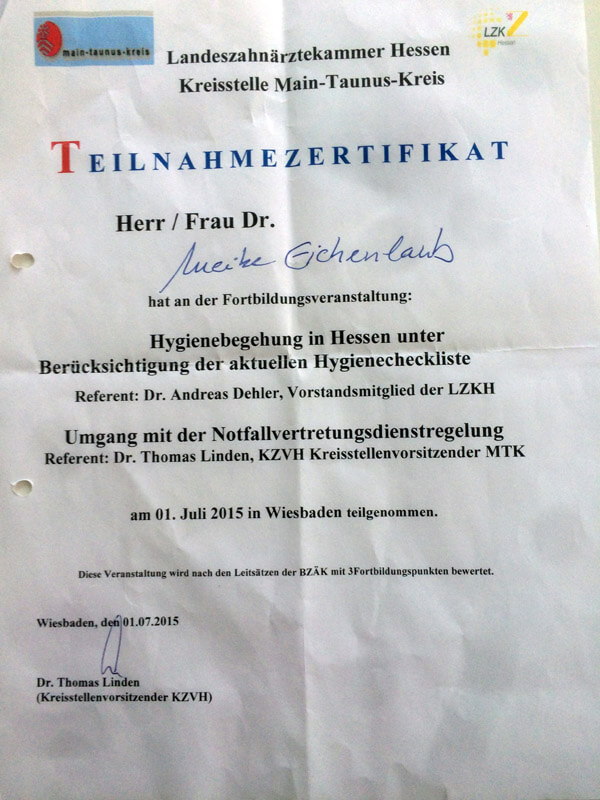 main-taunus-kreis
LZK
Hessen
Landeszahnärztekammer Hessen
Kreisstelle Main-Taunus-Kreis
TEILNAHMEZERTIFIKAT
Herr / Frau Dr.
Meike Eichenlaub
hat an der Fortbildungsveranstaltung:
Hygienebegehung in Hessen unter
Berücksichtigung der aktuellen Hygienecheckliste
Referent: Dr. Andreas Dehler, Vorstandsmitglied der LZKH
Umgang mit der Notfallvertretungsdienstregelung
Referent: Dr. Thomas Linden, KZVH Kreisstellenvorsitzender MTK
am 01. Juli 2015 in Wiesbaden teilgenommen.
Diese Veranstaltung wird nach den Leitsätzen der BZÄK mit 3Fortbildungspunkten bewertet.
Wiesbaden, den 01.07.2015
Dr. Thomas Linden
(Kreisstellenvorsitzender KZVH)